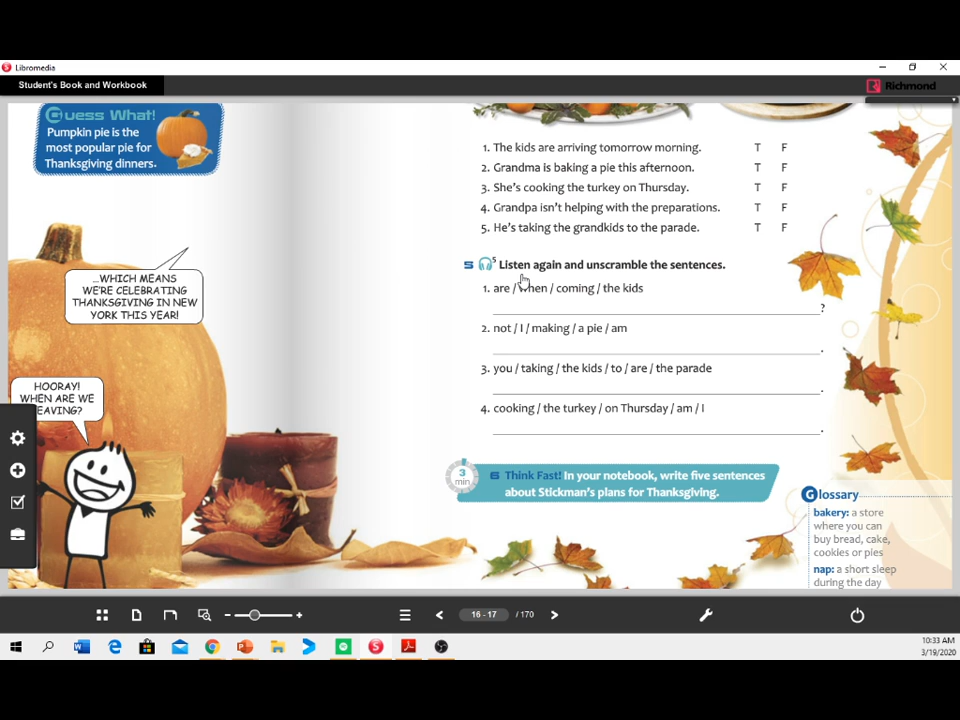 Libromedia
Student's Book and Workbook
Richmond
Guess What!
Pumpkin pie is the
most popular pie for
Thanksgiving dinners.
...WHICH MEANS
WE'RE CELEBRATING
THANKSGIVING IN NEW
YORK THIS YEAR!
HOORAY!
WHEN ARE WE
LEAVING?
1. The kids are arriving tomorrow morning. T F
2. Grandma is baking a pie this afternoon. T F
3. She's cooking the turkey on Thursday. T F
4. Grandpa isn't helping with the preparations. T F
5. He's taking the grandkids to the parade. T F
5 5 Listen again and unscramble the sentences.
1. are / when / coming / the kids
?
2. not / I / making / a pie / am
.
3. you / taking / the kids / to / are / the parade
.
4. cooking / the turkey / on Thursday / am / I
.
3 min
6 Think Fast! In your notebook, write five sentences
about Stickman's plans for Thanksgiving.
Glossary
bakery: a store
where you can
buy bread, cake,
cookies or pies
nap: a short sleep
during the day
16 - 17 / 170
10:33 AM
3/19/2020